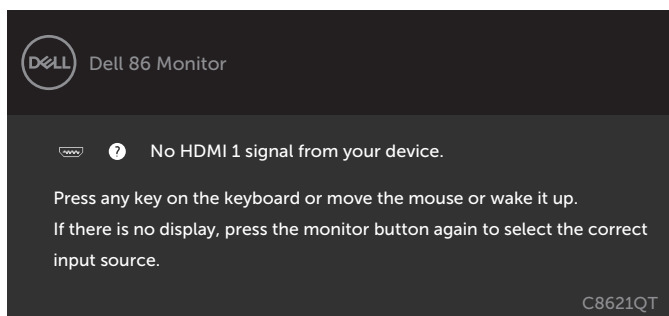 DELL
Dell 86 Monitor
? No HDMI 1 signal from your device.
Press any key on the keyboard or move the mouse or wake it up.
If there is no display, press the monitor button again to select the correct
input source.
C8621QT